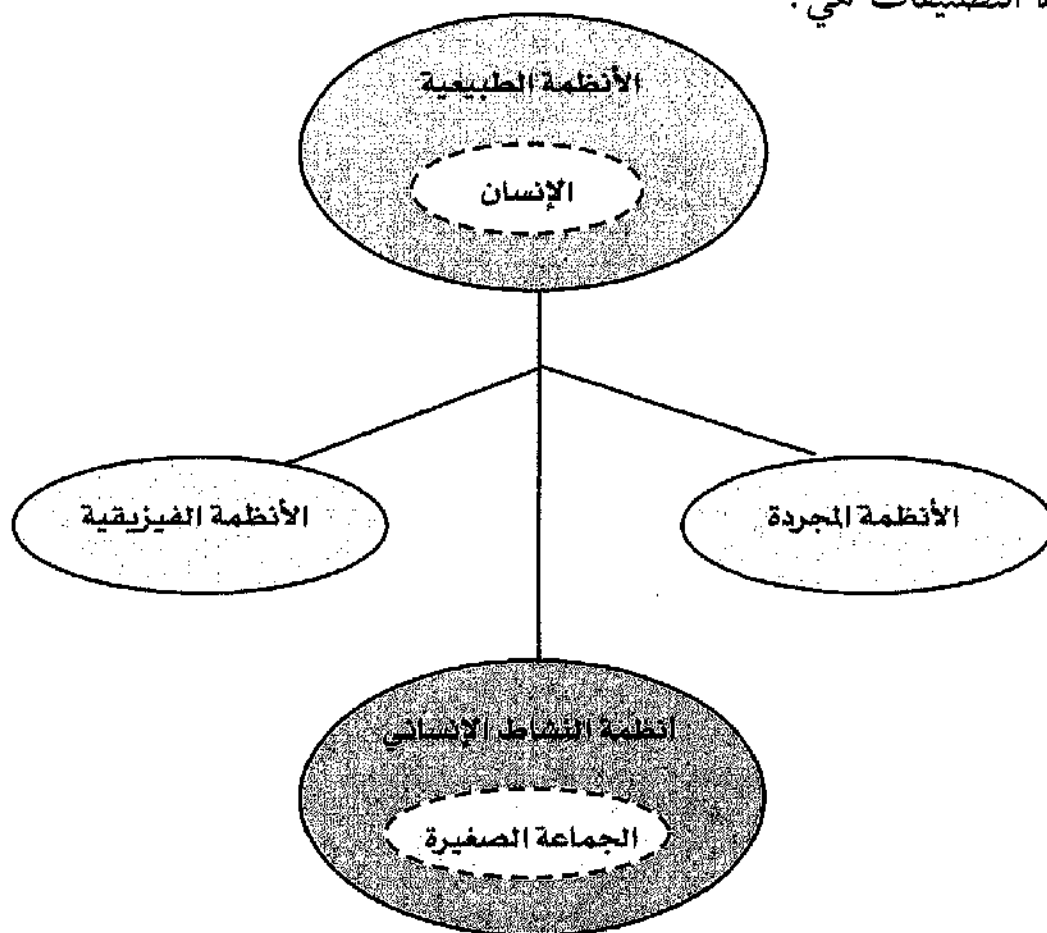 التصنيفات هي:
الأنظمة الطبيعية
الإنسان
الأنظمة المجردة
الأنظمة الفيزيقية
أنظمة النشاط الإنساني
الجماعة الصغيرة